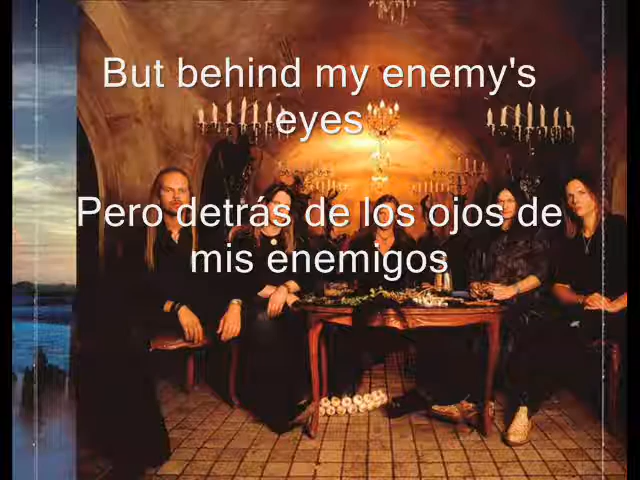 But behind my enemy's
eyes
Pero detrás de los ojos de
mis enemigos